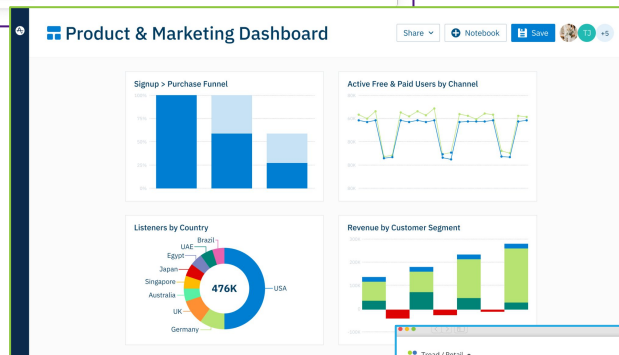 Product & Marketing Dashboard
Share
Notebook
Save
TJ
+5
Signup > Purchase Funnel
Active Free & Paid Users by Channel
Listeners by Country
Brazil
UAE
Egypt
Japan
Singapore
Australia
UK
Germany
476K
USA
Revenue by Customer Segment